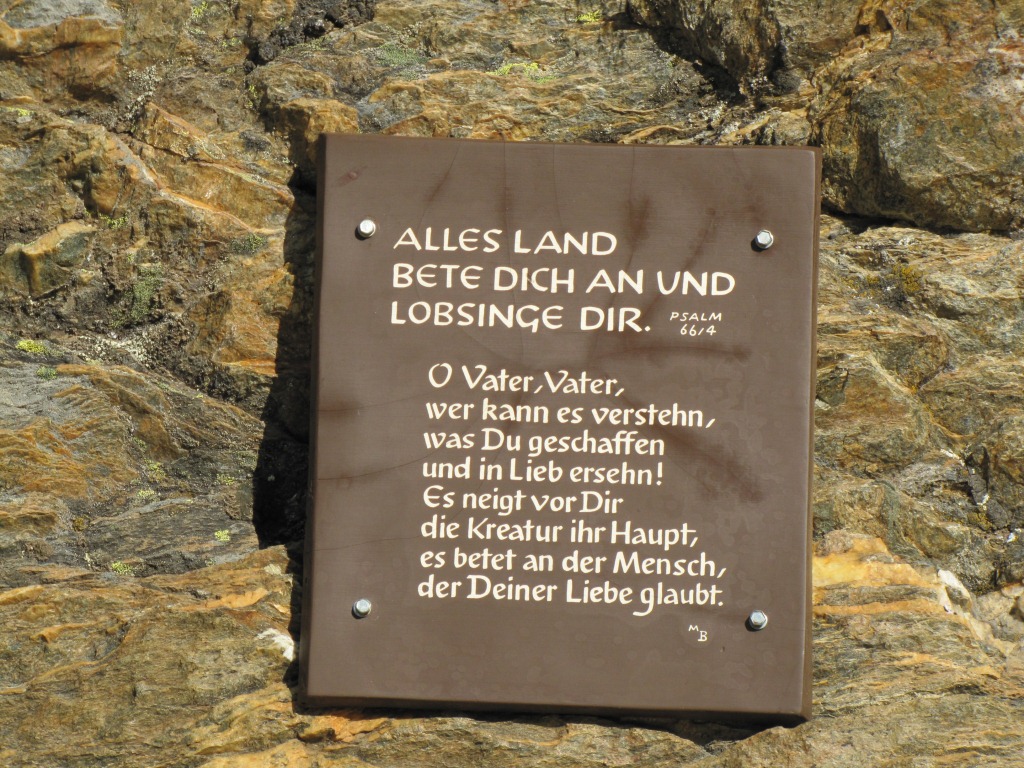 ALLES LAND
BETE DICH AN UND
LOBSINGE DIR. PSALM
66/4
O Vater, Vater,
wer kann es verstehn,
was Du geschaffen
und in Lieb ersehn!
Es neigt vor Dir
die Kreatur ihr Haupt,
es betet an der Mensch,
der Deiner Liebe glaubt.
MB